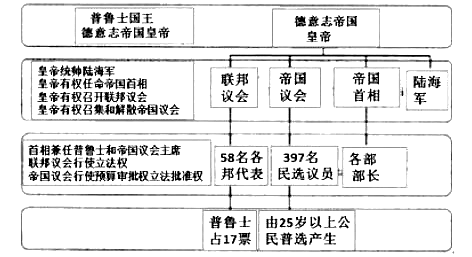 普鲁士国王
德意志帝国皇帝
德意志帝国
皇帝
皇帝统帅陆海军
皇帝有权任命帝国首相
皇帝有权召开联邦议会
皇帝有权召集和解散帝国议会
联邦
议会
帝国
议会
帝国
首相
陆海
军
首相兼任普鲁士和帝国议会主席
联邦议会行使立法权
帝国议会行使预算审批权立法批准权
58名各
邦代表
397名
民选议员
各部
部长
普鲁士
占17票
由25岁以上公
民普选产生